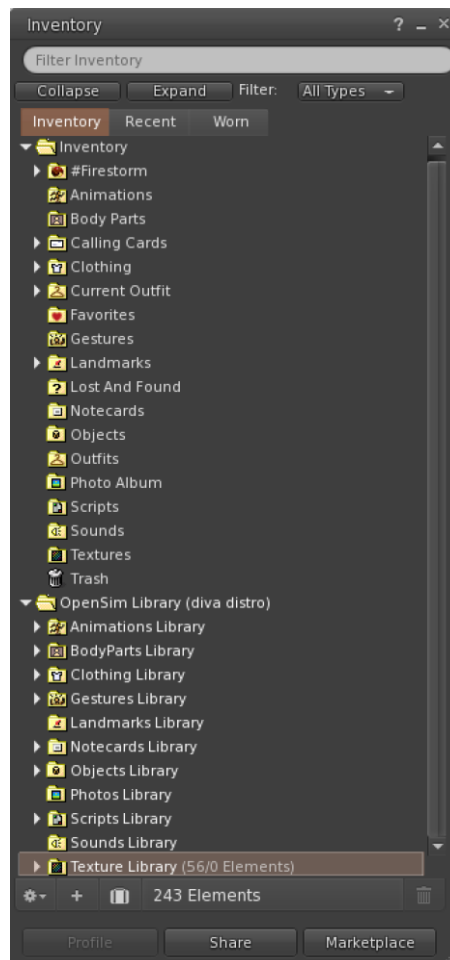 Inventory ? _ ×
Filter Inventory
Collapse Expand Filter: All Types
Inventory Recent Worn
Inventory
#Firestorm
Animations
Body Parts
Calling Cards
Clothing
Current Outfit
Favorites
Gestures
Landmarks
Lost And Found
Notecards
Objects
Outfits
Photo Album
Scripts
Sounds
Textures
Trash
OpenSim Library (diva distro)
Animations Library
BodyParts Library
Clothing Library
Gestures Library
Landmarks Library
Notecards Library
Objects Library
Photos Library
Scripts Library
Sounds Library
Texture Library (56/0 Elements)
+ 243 Elements
Profile Share Marketplace